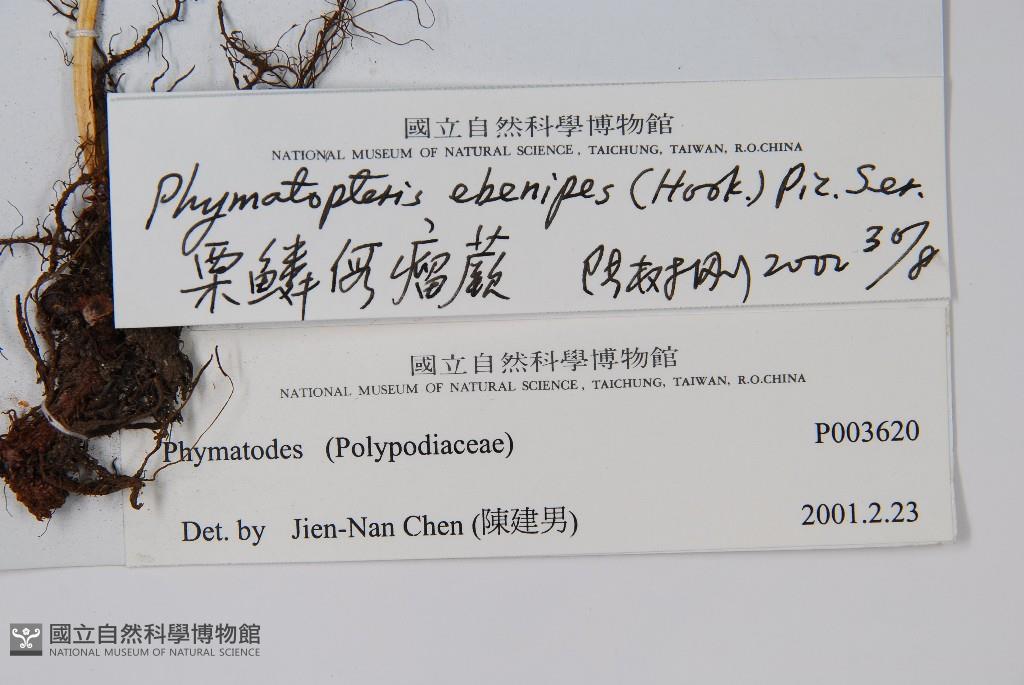 國立自然科學博物館
NATIONAL MUSEUM OF NATURAL SCIENCE, TAICHUNG, TAIWAN, R.O.CHINA
Phymatopteris ebenipes (Hook.) Pic. Ser.
栗鱗假瘤蕨 2002 30/8
國立自然科學博物館
NATIONAL MUSEUM OF NATURAL SCIENCE, TAICHUNG, TAIWAN, R.O.CHINA
Phymatodes (Polypodiaceae) P003620
Det. by Jien-Nan Chen (陳建男) 2001.2.23
國立自然科學博物館
NATIONAL MUSEUM OF NATURAL SCIENCE